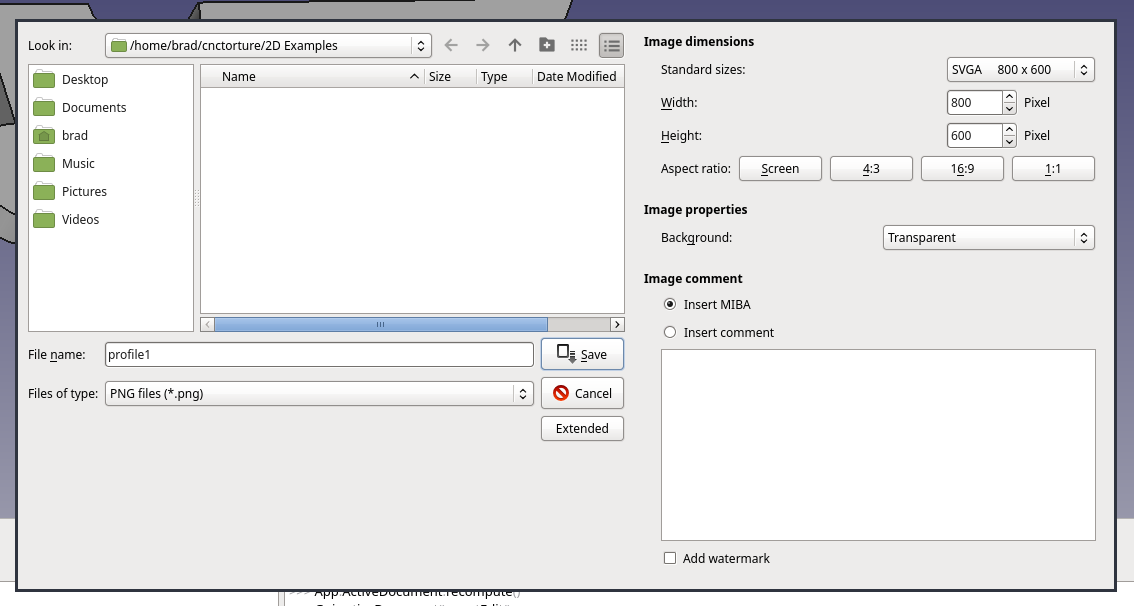 Look in:
/home/brad/cnctorture/2D Examples
Desktop
Documents
brad
Music
Pictures
Videos
Name Size Type Date Modified
File name: profile1 Save
Files of type: PNG files (*.png) Cancel
Extended
Image dimensions
Standard sizes: SVGA 800 x 600
Width: 800 Pixel
Height: 600 Pixel
Aspect ratio: Screen 4:3 16:9 1:1
Image properties
Background: Transparent
Image comment
Insert MIBA
Insert comment
Add watermark
>>> App.ActiveDocument.recompute()